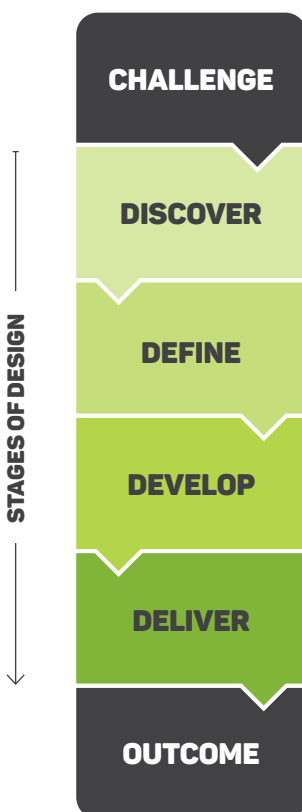 CHALLENGE
DISCOVER
DEFINE
DEVELOP
DELIVER
OUTCOME
STAGES OF DESIGN